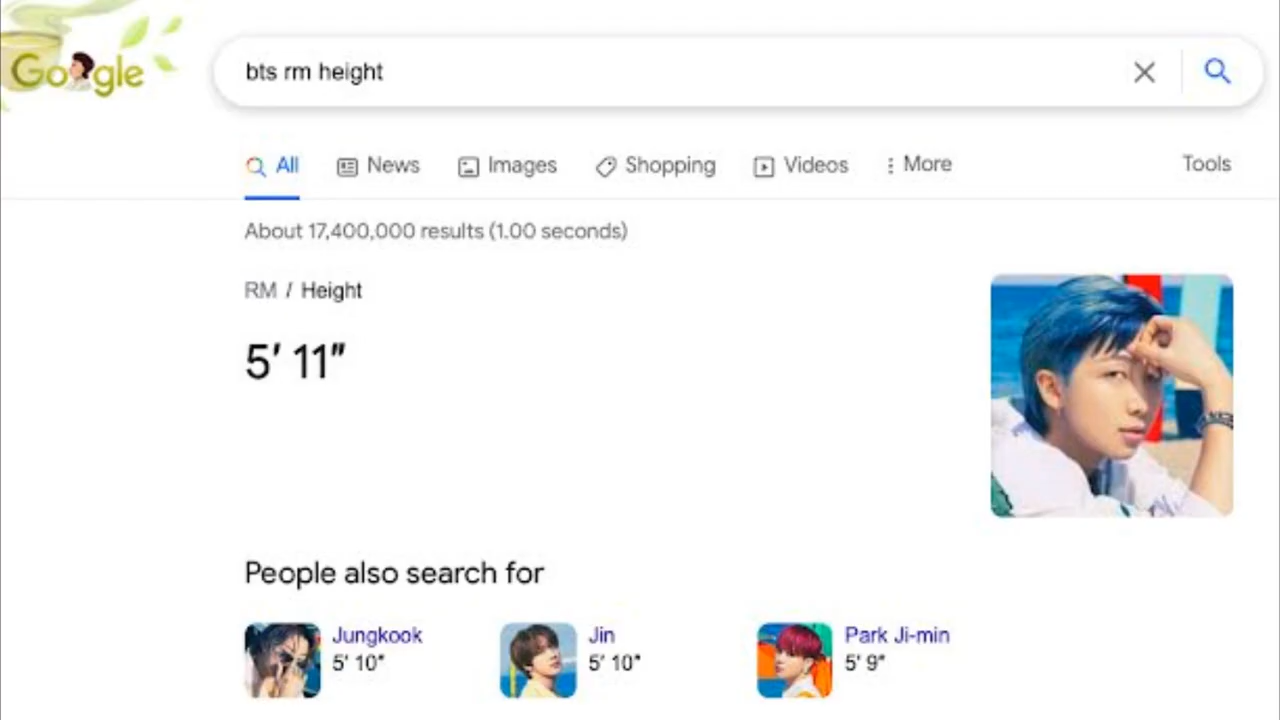 Google
bts rm height
All News Images Shopping Videos More Tools
About 17,400,000 results (1.00 seconds)
RM / Height
5′ 11″
People also search for
Jungkook
5′ 10″
Jin
5′ 10″
Park Ji-min
5′ 9″